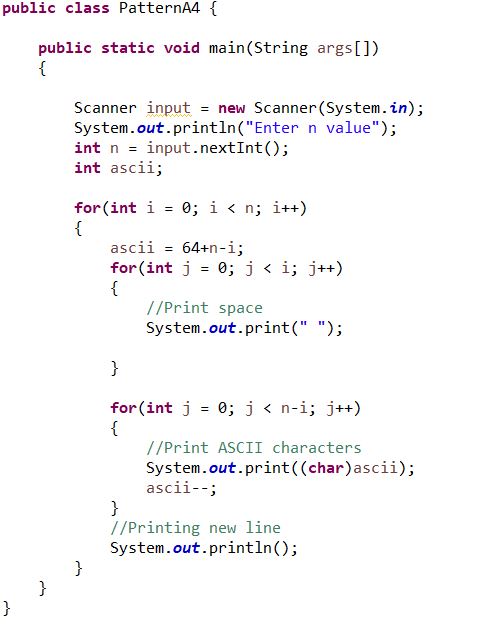 public class PatternA4 {
public static void main(String args[])
{
Scanner input = new Scanner(System.in);
System.out.println("Enter n value");
int n = input.nextInt();
int ascii;
for(int i = 0; i < n; i++)
{
ascii = 64+n-i;
for(int j = 0; j < i; j++)
{
//Print space
System.out.print(" ");
}
for(int j = 0; j < n-i; j++)
{
//Print ASCII characters
System.out.print((char)ascii);
ascii--;
}
//Printing new line
System.out.println();
}
}
}